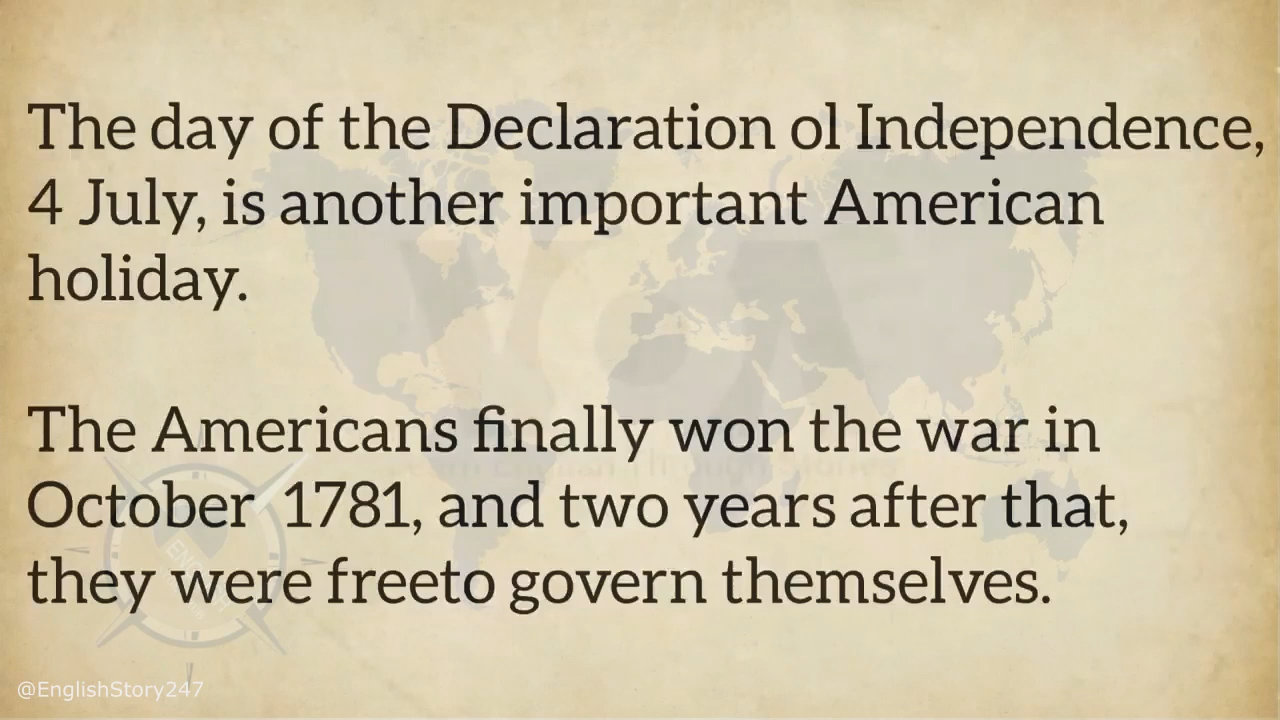 The day of the Declaration ol Independence,
4 July, is another important American
holiday.
The Americans finally won the war in
October 1781, and two years after that,
they were freeto govern themselves.
@EnglishStory247